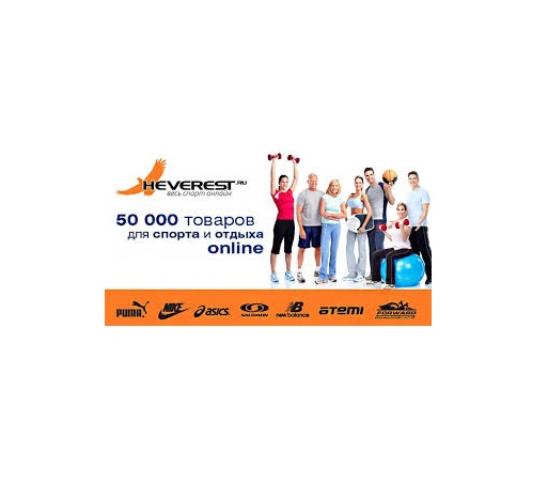 HEVEREST.RU
весь спорт онлайн
50 000 товаров
для спорта и отдыха
online
PUMA NIKE asics SALOMON new balance ATEMI FORWARD